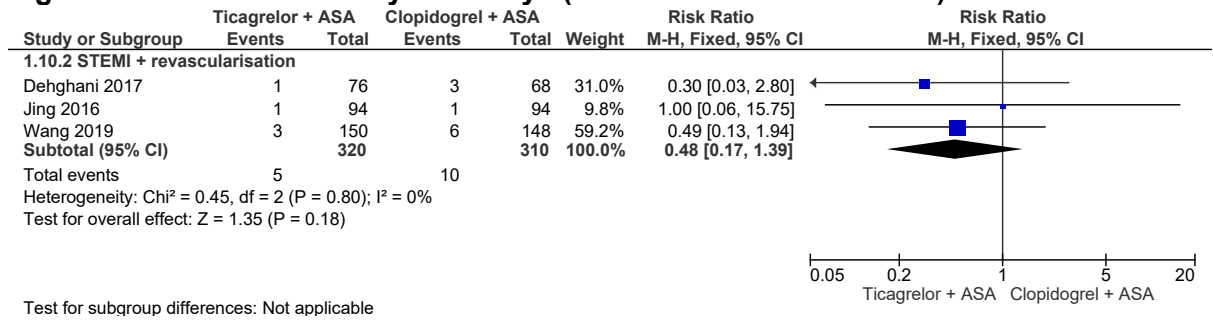 Ticagrelor + ASA Clopidogrel + ASA Risk Ratio Risk Ratio
Study or Subgroup Events Total Events Total Weight M-H, Fixed, 95% CI M-H, Fixed, 95% CI
1.10.2 STEMI + revascularisation
Dehghani 2017 1 76 3 68 31.0% 0.30 [0.03, 2.80]
Jing 2016 1 94 1 94 9.8% 1.00 [0.06, 15.75]
Wang 2019 3 150 6 148 59.2% 0.49 [0.13, 1.94]
Subtotal (95% CI) 320 310 100.0% 0.48 [0.17, 1.39]
Total events 5 10
Heterogeneity: Chi² = 0.45, df = 2 (P = 0.80); I² = 0%
Test for overall effect: Z = 1.35 (P = 0.18)
0.05 0.2 1 5 20
Ticagrelor + ASA Clopidogrel + ASA
Test for subgroup differences: Not applicable